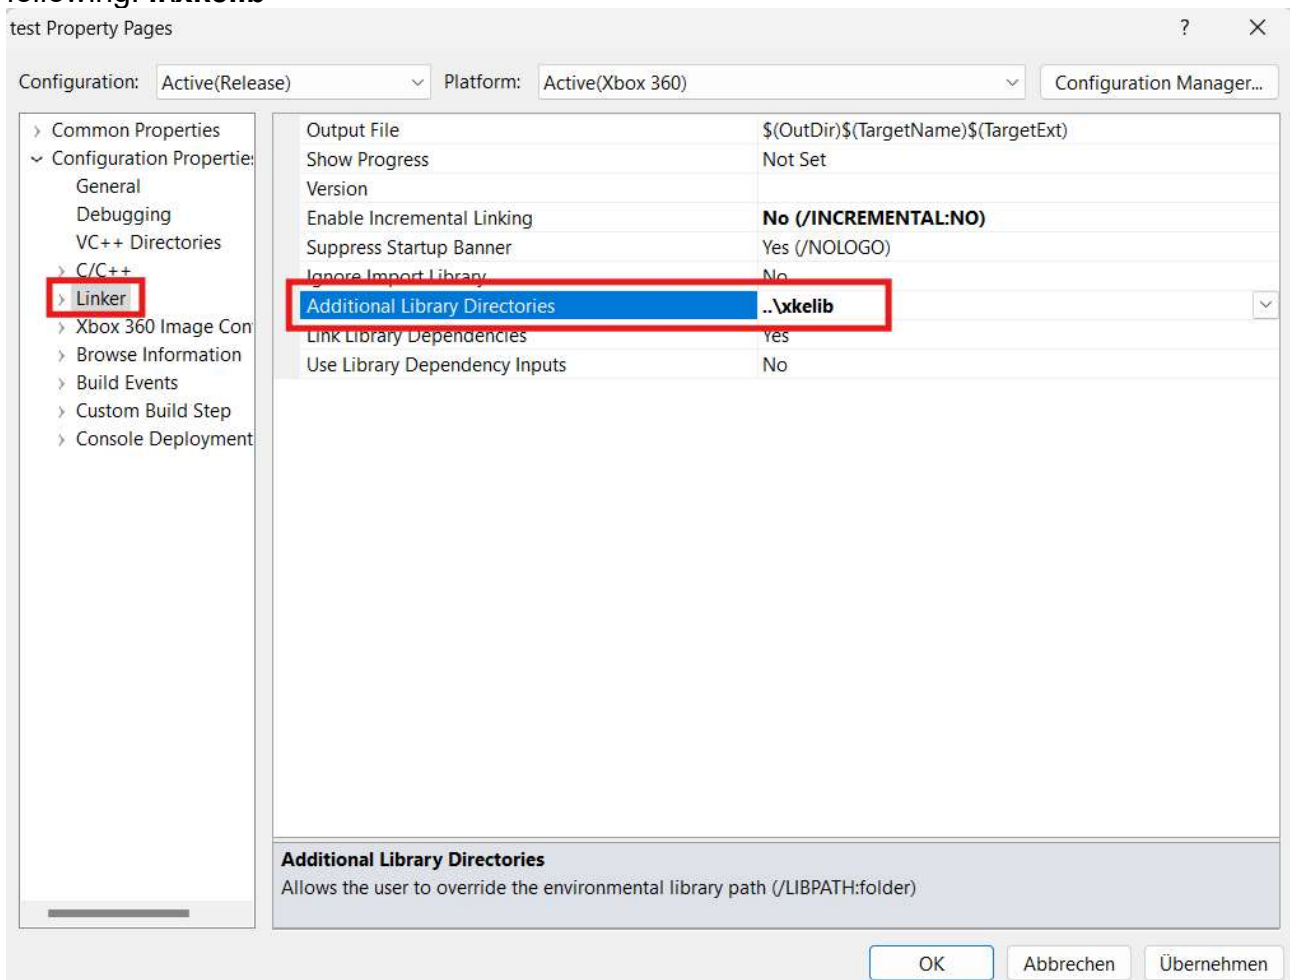 following: ..\xkelib
test Property Pages ? ×
Configuration: Active(Release) Platform: Active(Xbox 360) Configuration Manager...
Common Properties
Configuration Properties
General
Debugging
VC++ Directories
C/C++
Linker
Xbox 360 Image Con
Browse Information
Build Events
Custom Build Step
Console Deployment
Output File $(OutDir)$(TargetName)$(TargetExt)
Show Progress Not Set
Version
Enable Incremental Linking No (/INCREMENTAL:NO)
Suppress Startup Banner Yes (/NOLOGO)
Ignore Import Library No
Additional Library Directories ..\xkelib
Link Library Dependencies Yes
Use Library Dependency Inputs No
Additional Library Directories
Allows the user to override the environmental library path (/LIBPATH:folder)
OK Abbrechen Übernehmen